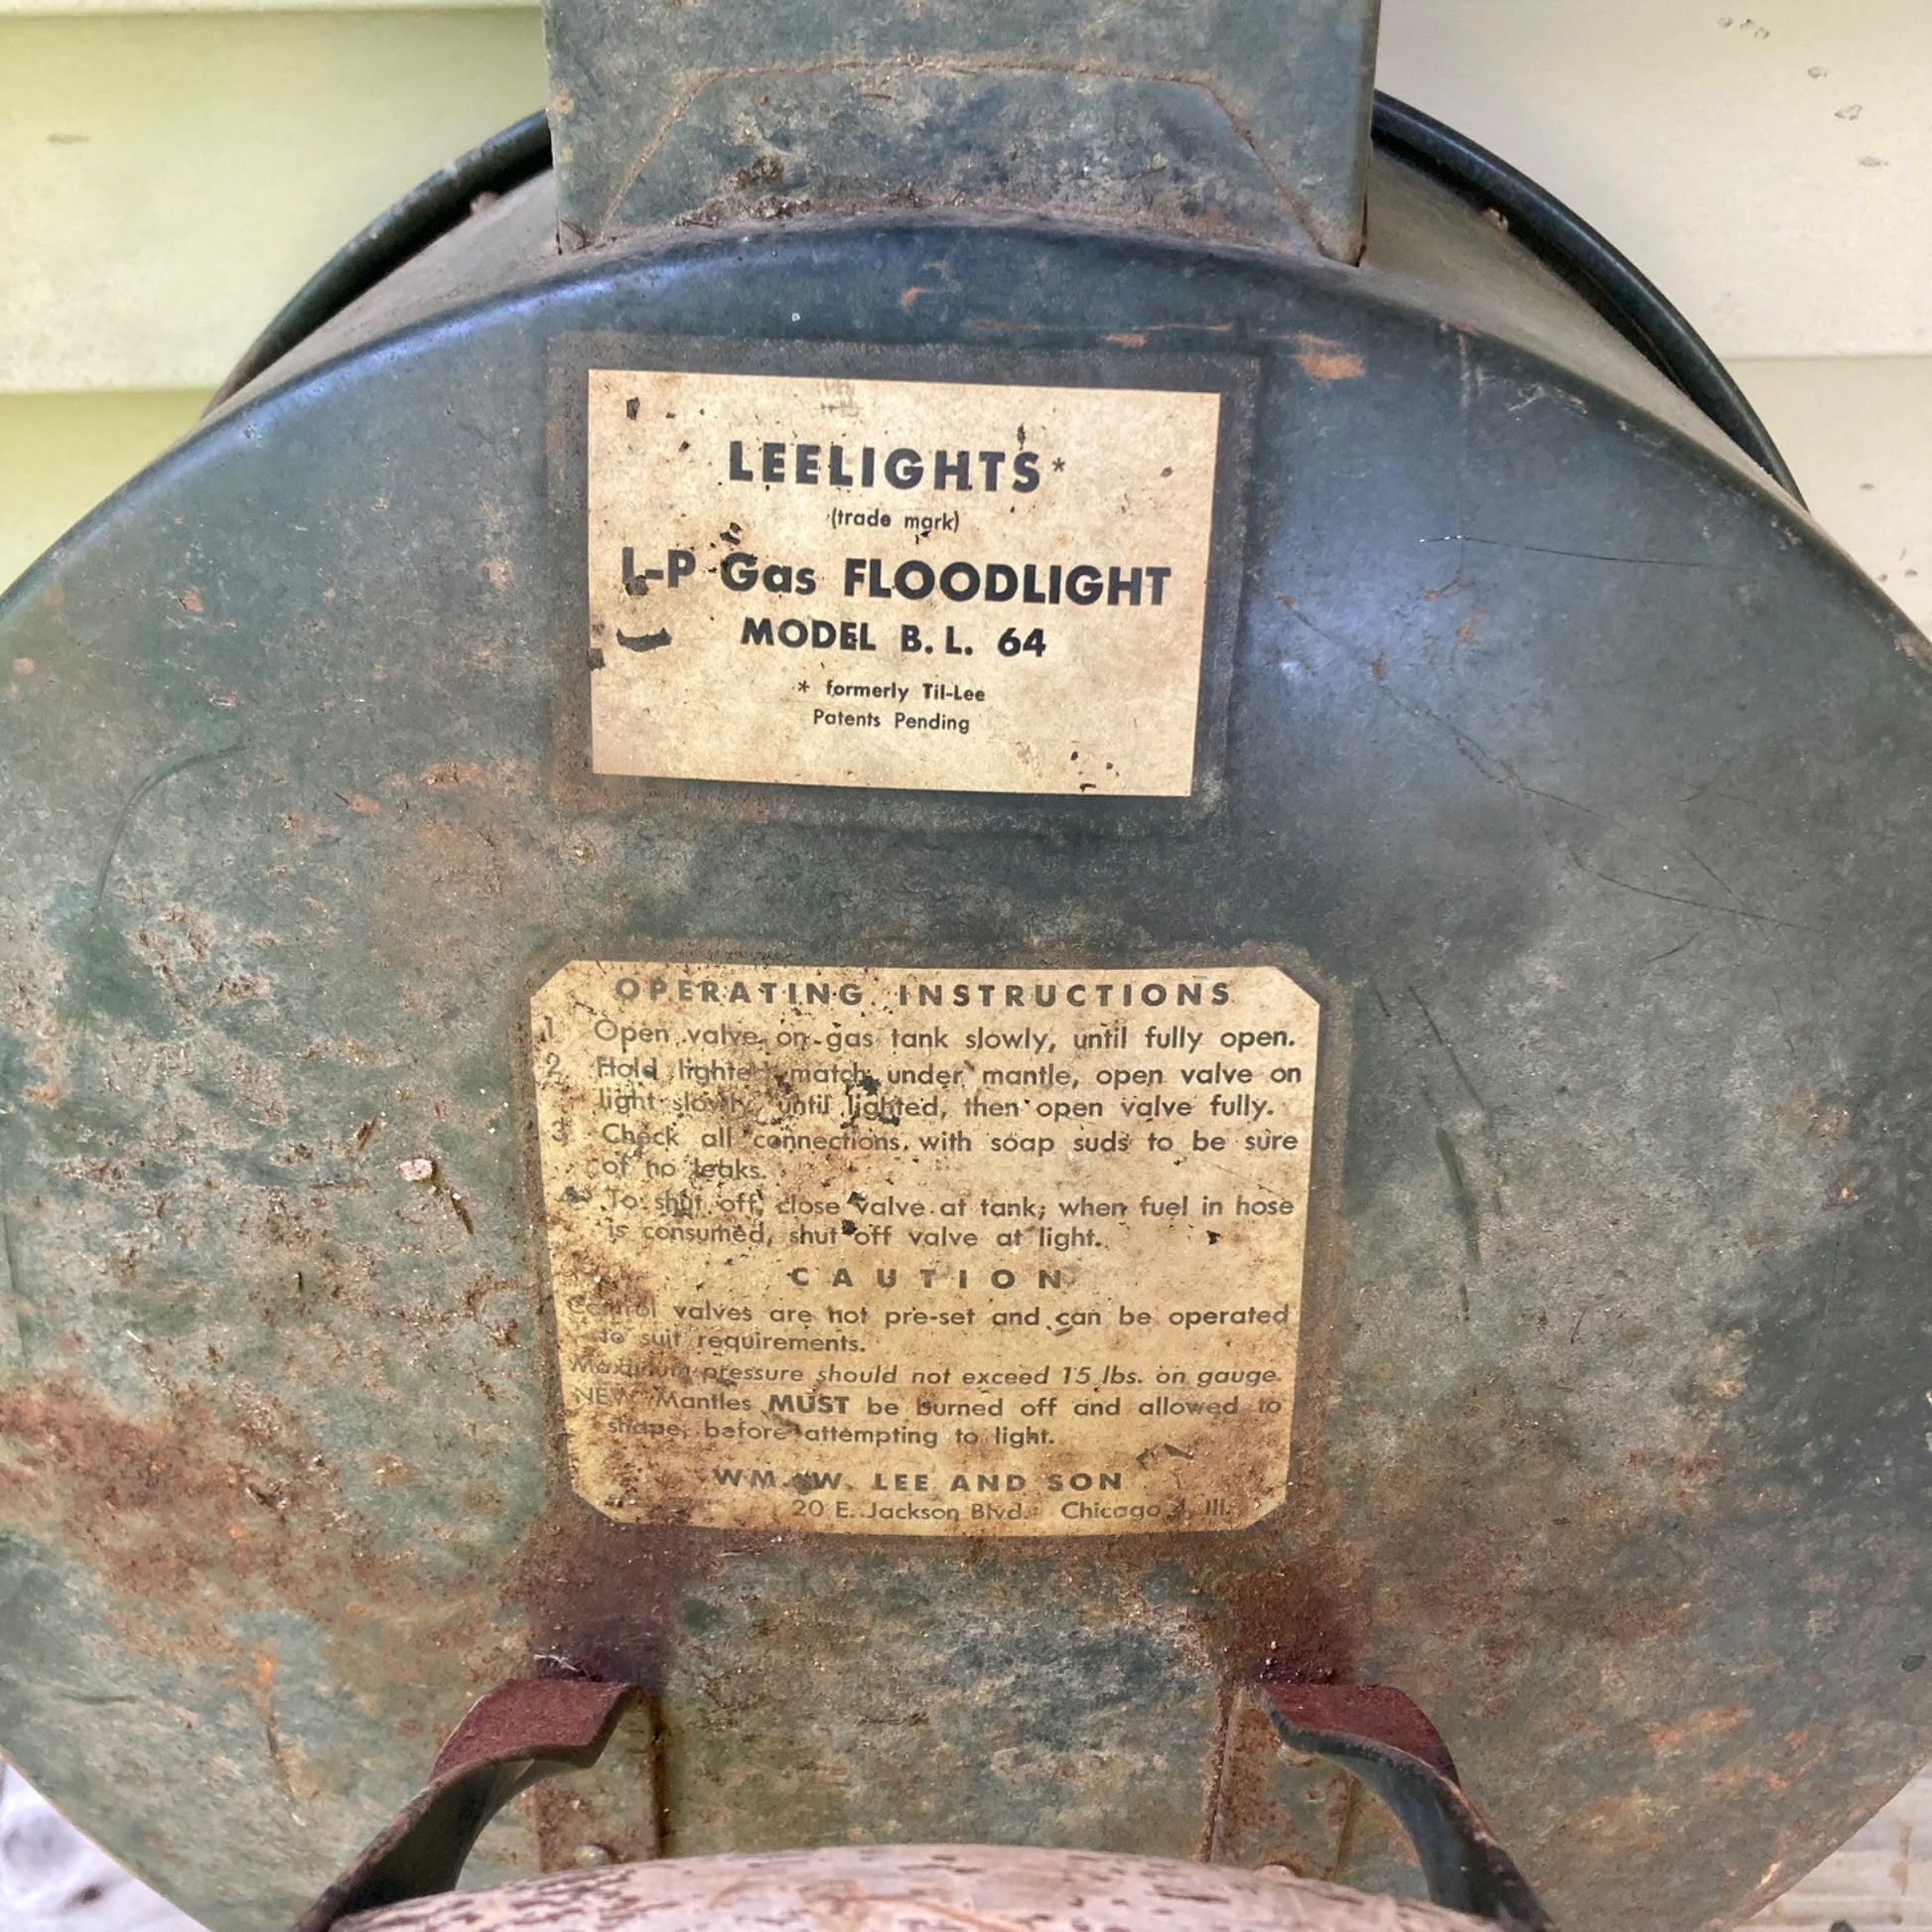 LEELIGHTS*
(trade mark)
L-P Gas FLOODLIGHT
MODEL B. L. 64
* formerly Til-Lee
Patents Pending
OPERATING INSTRUCTIONS
1 Open valve on gas tank slowly, until fully open.
2 Hold lighted match under mantle, open valve on
light slowly, until lighted, then open valve fully.
3 Check all connections with soap suds to be sure
of no leaks.
4 To shut off, close valve at tank; when fuel in hose
is consumed, shut off valve at light.
CAUTION
Control valves are not pre-set and can be operated
to suit requirements.
Maximum pressure should not exceed 15 lbs. on gauge.
NEW Mantles MUST be burned off and allowed to
shape, before attempting to light.
WM. W. LEE AND SON
20 E. Jackson Blvd. Chicago 4, Ill.